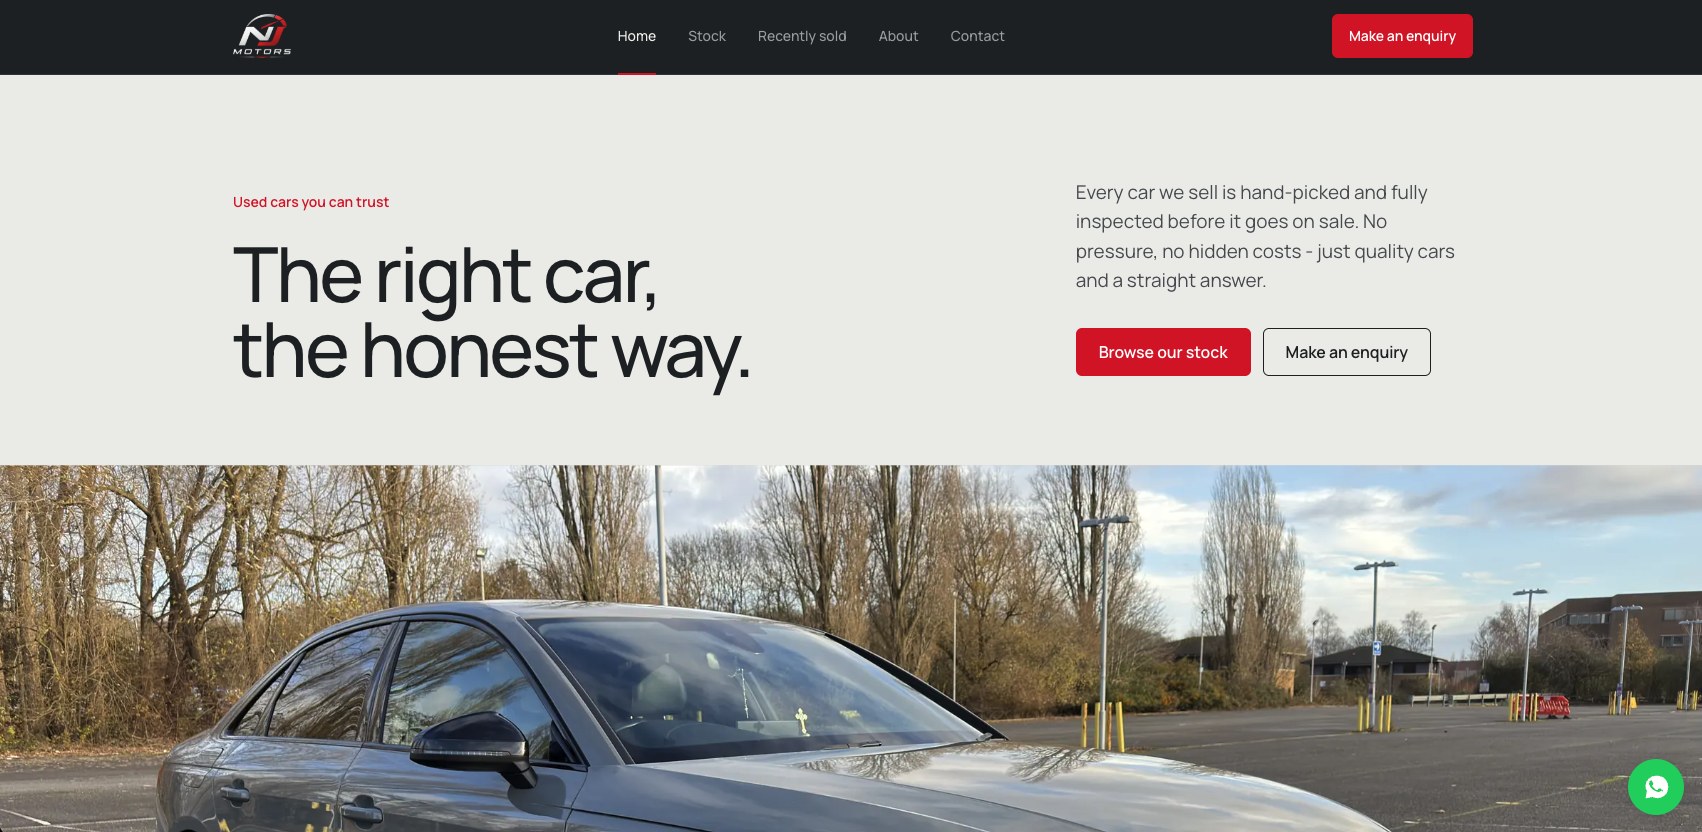 NJ
MOTORS
Home
Stock
Recently sold
About
Contact
Make an enquiry
Used cars you can trust
The right car,
the honest way.
Every car we sell is hand-picked and fully
inspected before it goes on sale. No
pressure, no hidden costs - just quality cars
and a straight answer.
Browse our stock
Make an enquiry